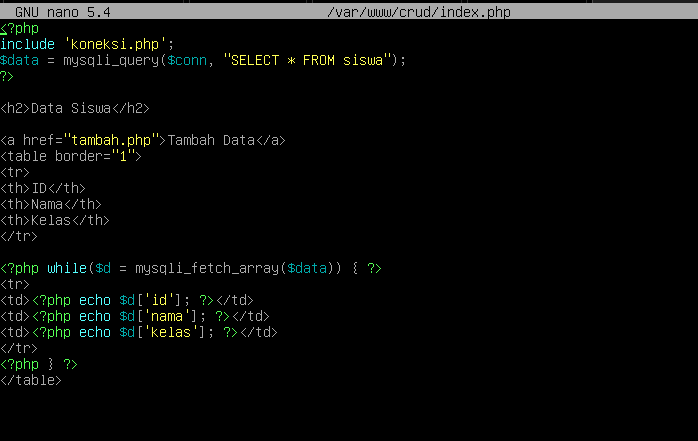 GNU nano 5.4 /var/www/crud/index.php
<?php
include 'koneksi.php';
$data = mysqli_query($conn, "SELECT * FROM siswa");
?>
<h2>Data Siswa</h2>
<a href="tambah.php">Tambah Data</a>
<table border="1">
<tr>
<th>ID</th>
<th>Nama</th>
<th>Kelas</th>
</tr>
<?php while($d = mysqli_fetch_array($data)) { ?>
<tr>
<td><?php echo $d['id']; ?></td>
<td><?php echo $d['nama']; ?></td>
<td><?php echo $d['kelas']; ?></td>
</tr>
<?php } ?>
</table>